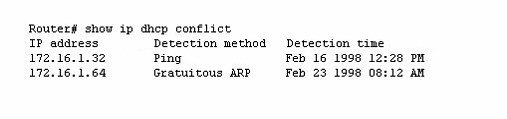 Router# show ip dhcp conflict
IP address Detection method Detection time
172.16.1.32 Ping Feb 16 1998 12:28 PM
172.16.1.64 Gratuitous ARP Feb 23 1998 08:12 AM